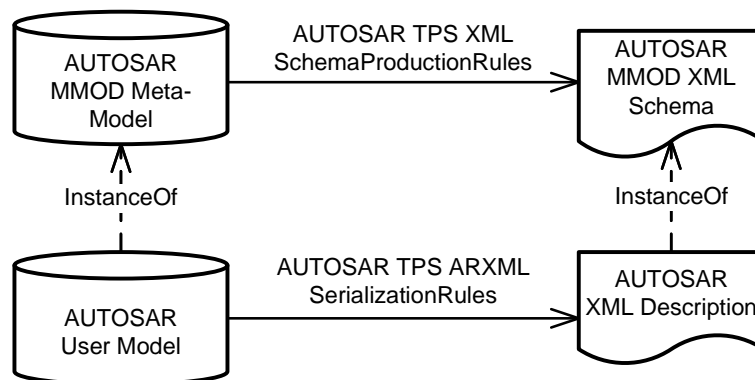 AUTOSAR
MMOD Meta-
Model
AUTOSAR TPS XML
SchemaProductionRules
AUTOSAR
MMOD XML
Schema
InstanceOf
InstanceOf
AUTOSAR
User Model
AUTOSAR TPS ARXML
SerializationRules
AUTOSAR
XML Description